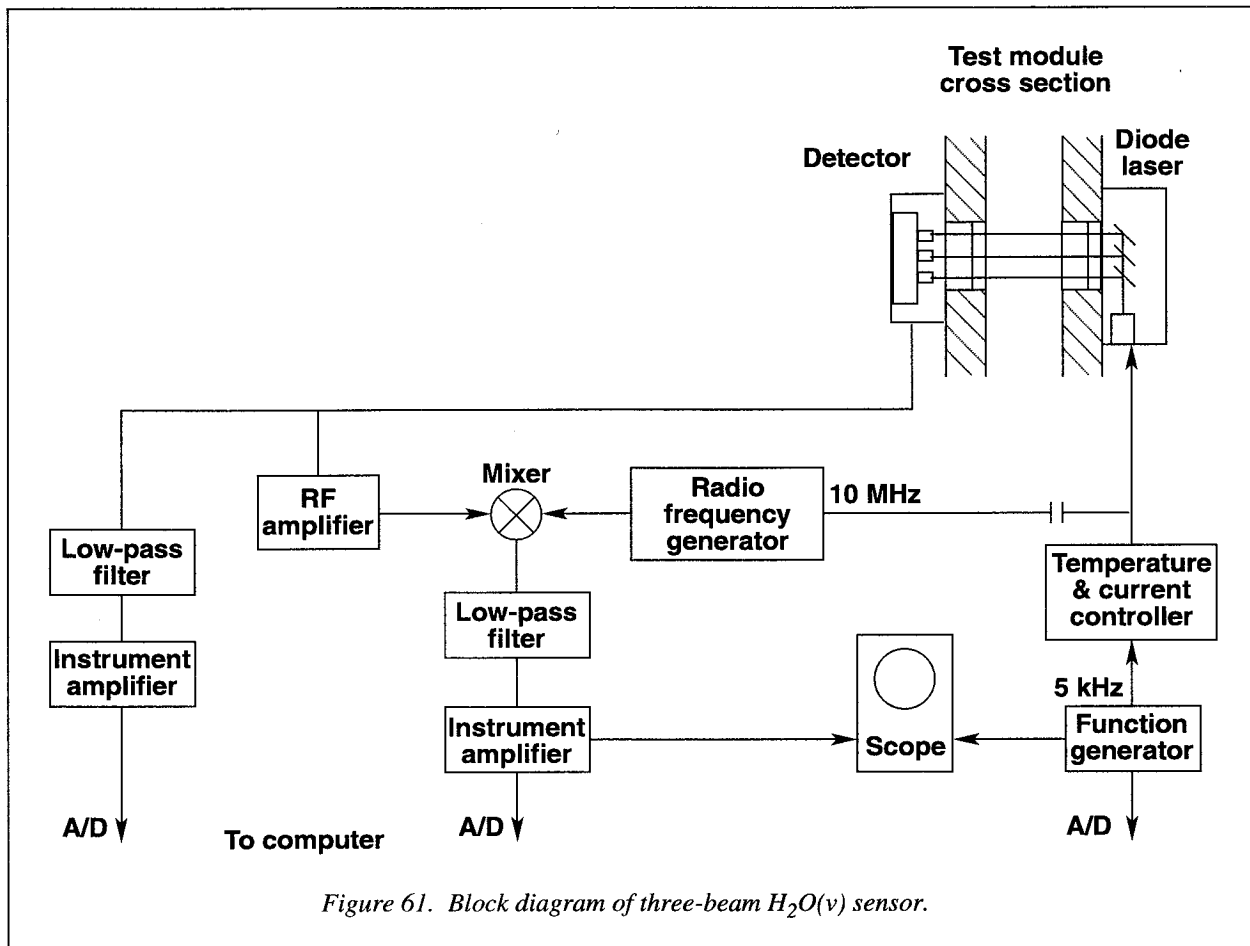 Test module
cross section
Detector
Diode
laser
Mixer
RF
amplifier
Radio
frequency
generator
10 MHz
Low-pass
filter
Temperature
& current
controller
Low-pass
filter
Instrument
amplifier
5 kHz
Instrument
amplifier
Scope
Function
generator
A/D
To computer
A/D
A/D
Figure 61. Block diagram of three-beam H₂O(v) sensor.